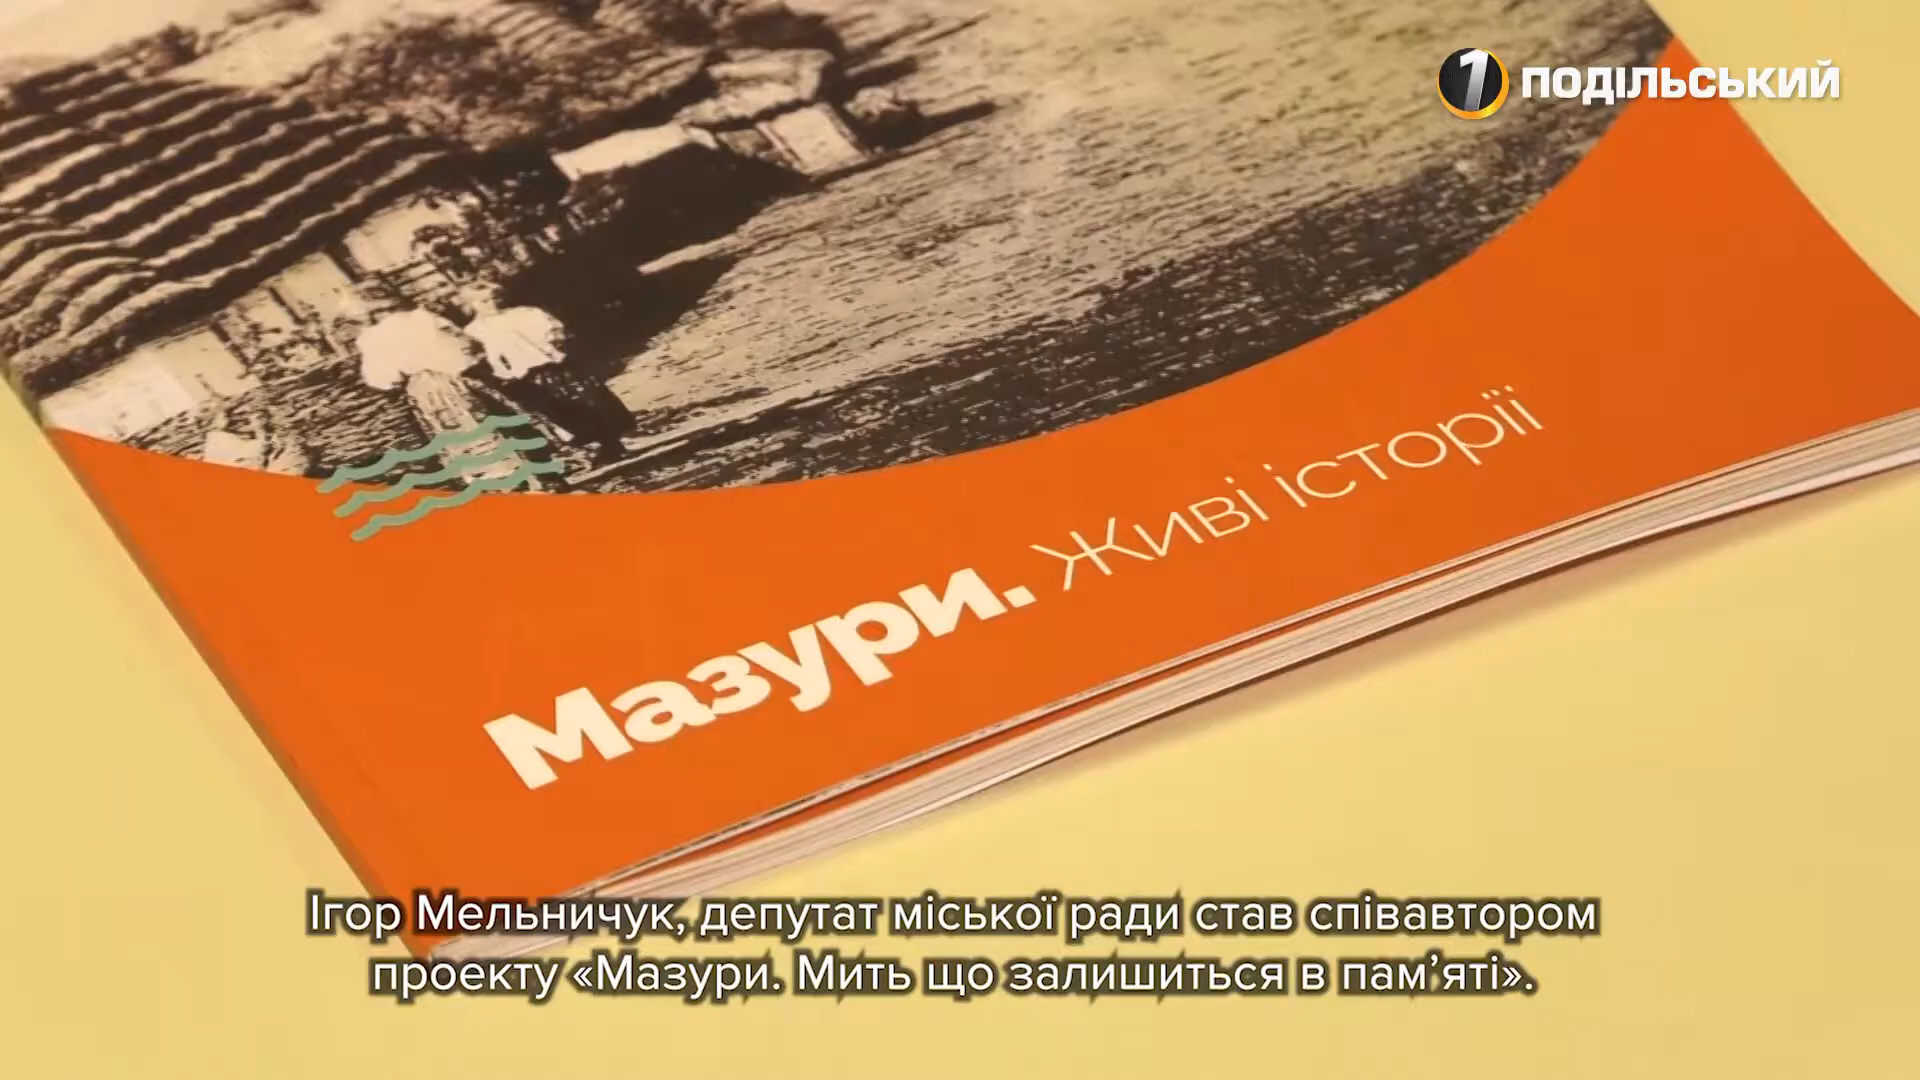 1 ПОДІЛЬСЬКИЙ
Мазури. Живі історії
Ігор Мельничук, депутат міської ради став співавтором
проекту «Мазури. Мить що залишиться в пам’яті».